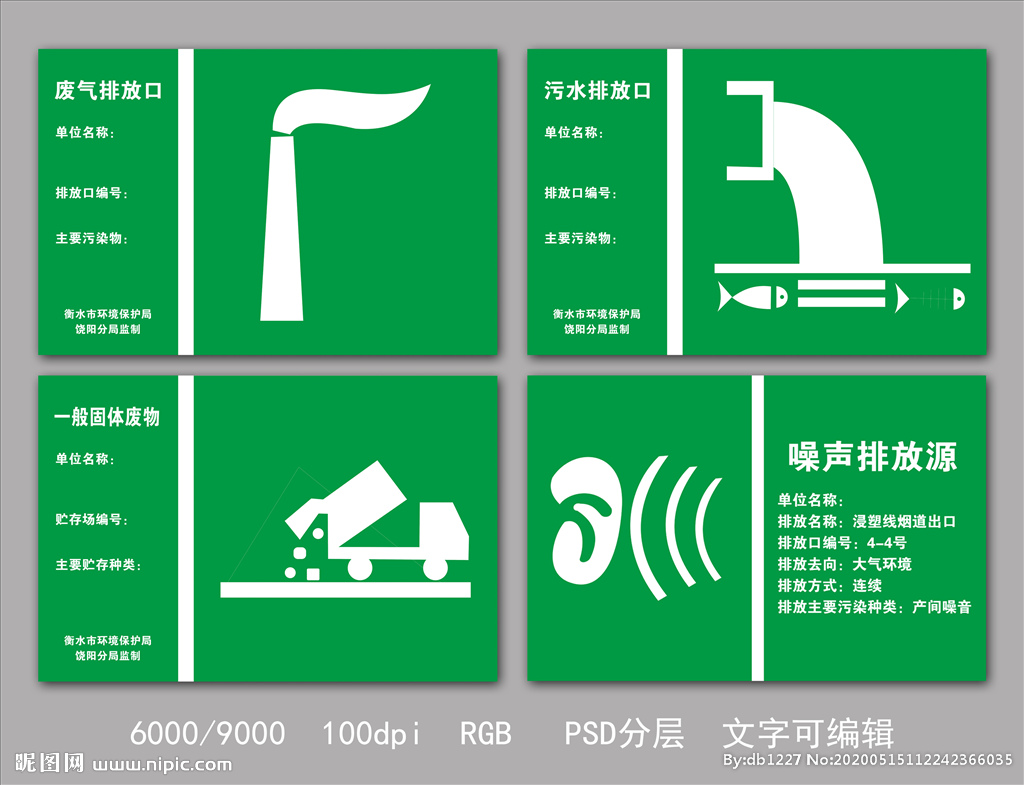 废气排放口
单位名称:
排放口编号:
主要污染物:
衡水市环境保护局
饶阳分局监制
污水排放口
单位名称:
排放口编号:
主要污染物:
衡水市环境保护局
饶阳分局监制
一般固体废物
单位名称:
贮存场编号:
主要贮存种类:
衡水市环境保护局
饶阳分局监制
噪声排放源
单位名称:
排放名称: 浸塑线烟道出口
排放口编号: 4-4号
排放去向: 大气环境
排放方式: 连续
排放主要污染种类: 产间噪音
6000/9000 100dpi RGB PSD分层 文字可编辑
昵图网 www.nipic.com
By:db1227 No:20200515112242366035